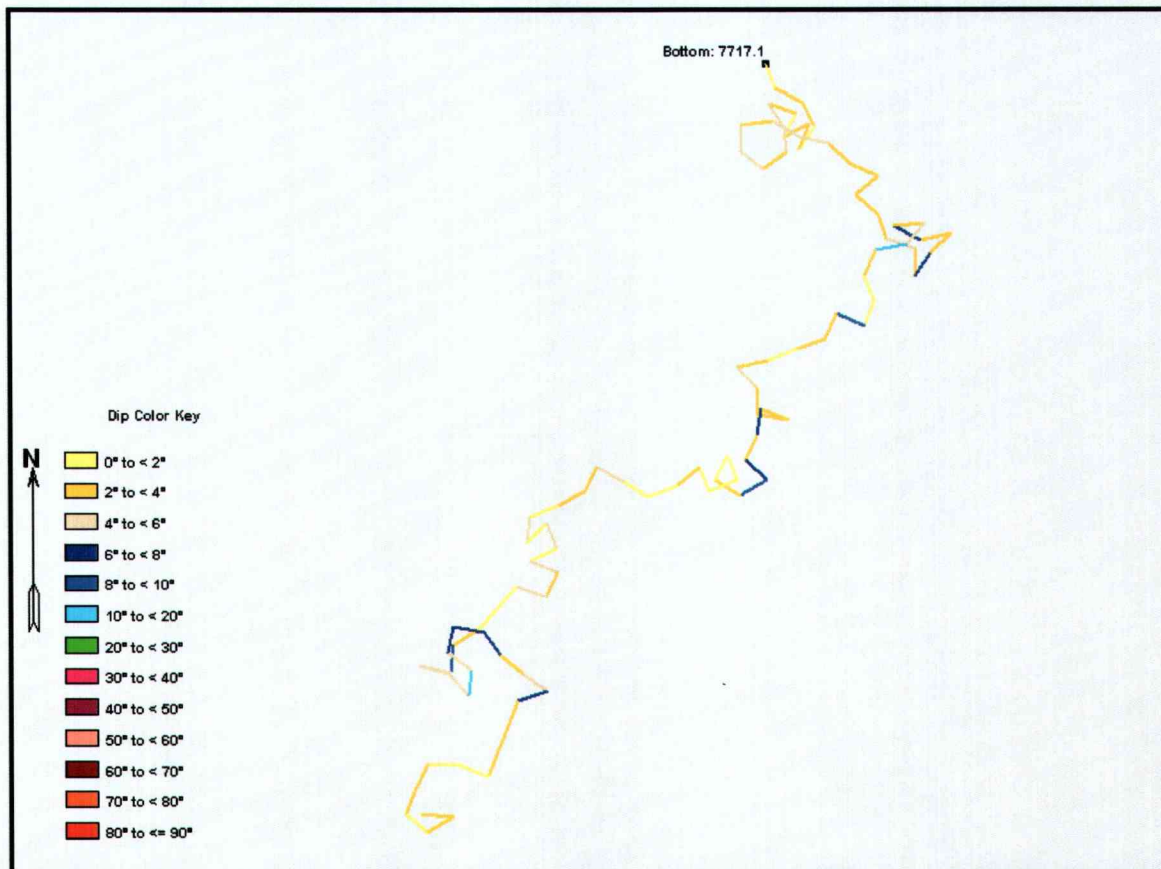 Bottom: 7717.1
Dip Color Key
N
0° to < 2°
2° to < 4°
4° to < 6°
6° to < 8°
8° to < 10°
10° to < 20°
20° to < 30°
30° to < 40°
40° to < 50°
50° to < 60°
60° to < 70°
70° to < 80°
80° to <= 90°